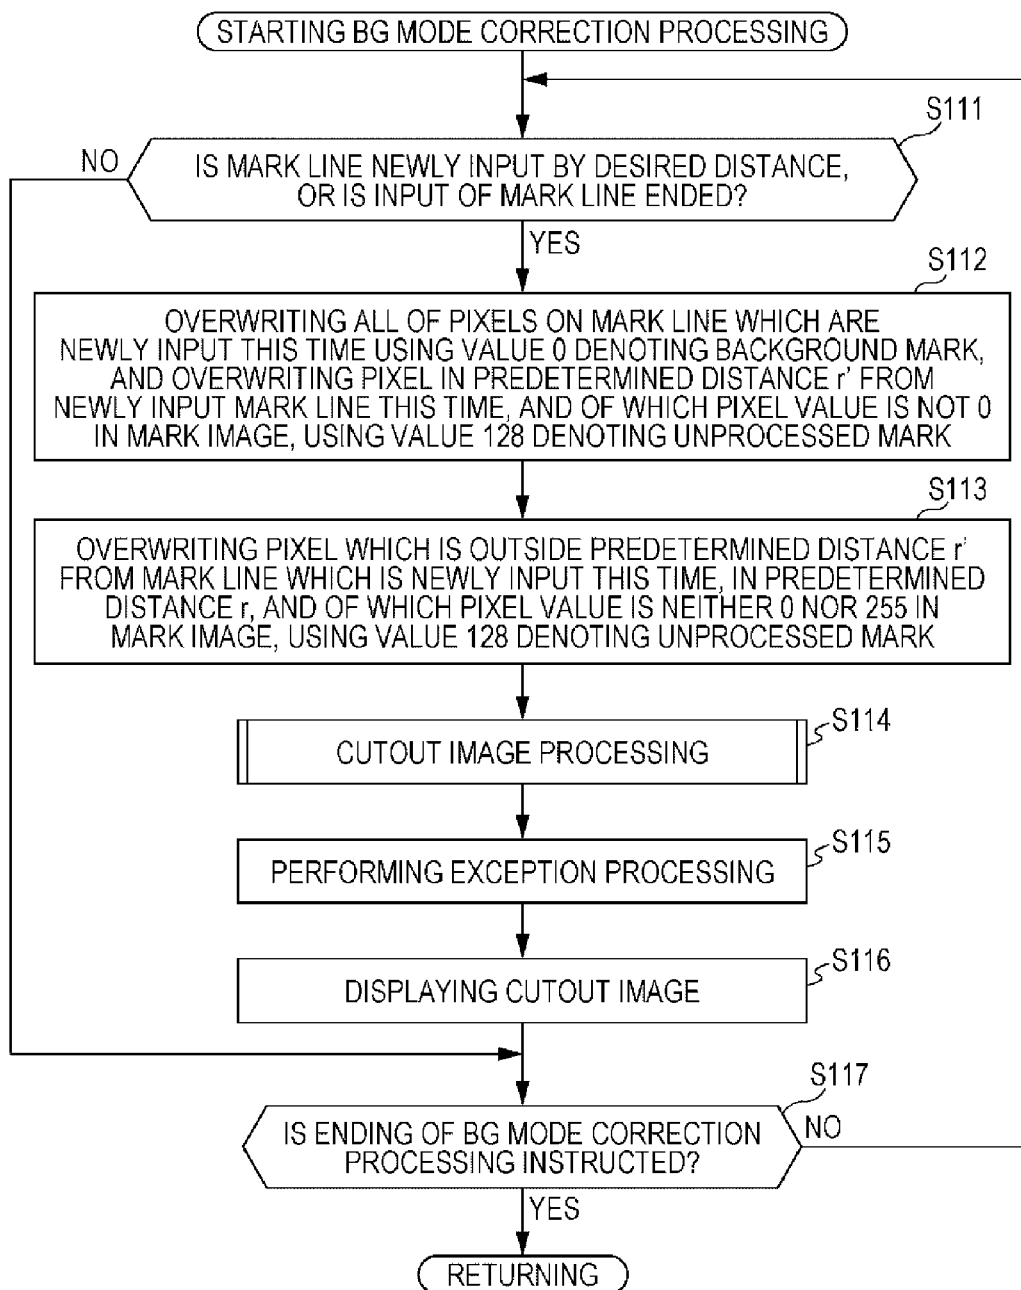 STARTING BG MODE CORRECTION PROCESSING
S111
NO
IS MARK LINE NEWLY INPUT BY DESIRED DISTANCE,
OR IS INPUT OF MARK LINE ENDED?
YES
S112
OVERWRITING ALL OF PIXELS ON MARK LINE WHICH ARE
NEWLY INPUT THIS TIME USING VALUE 0 DENOTING BACKGROUND MARK,
AND OVERWRITING PIXEL IN PREDETERMINED DISTANCE r' FROM
NEWLY INPUT MARK LINE THIS TIME, AND OF WHICH PIXEL VALUE IS NOT 0
IN MARK IMAGE, USING VALUE 128 DENOTING UNPROCESSED MARK
S113
OVERWRITING PIXEL WHICH IS OUTSIDE PREDETERMINED DISTANCE r'
FROM MARK LINE WHICH IS NEWLY INPUT THIS TIME, IN PREDETERMINED
DISTANCE r, AND OF WHICH PIXEL VALUE IS NEITHER 0 NOR 255 IN
MARK IMAGE, USING VALUE 128 DENOTING UNPROCESSED MARK
S114
CUTOUT IMAGE PROCESSING
S115
PERFORMING EXCEPTION PROCESSING
S116
DISPLAYING CUTOUT IMAGE
S117
IS ENDING OF BG MODE CORRECTION
PROCESSING INSTRUCTED?
NO
YES
RETURNING